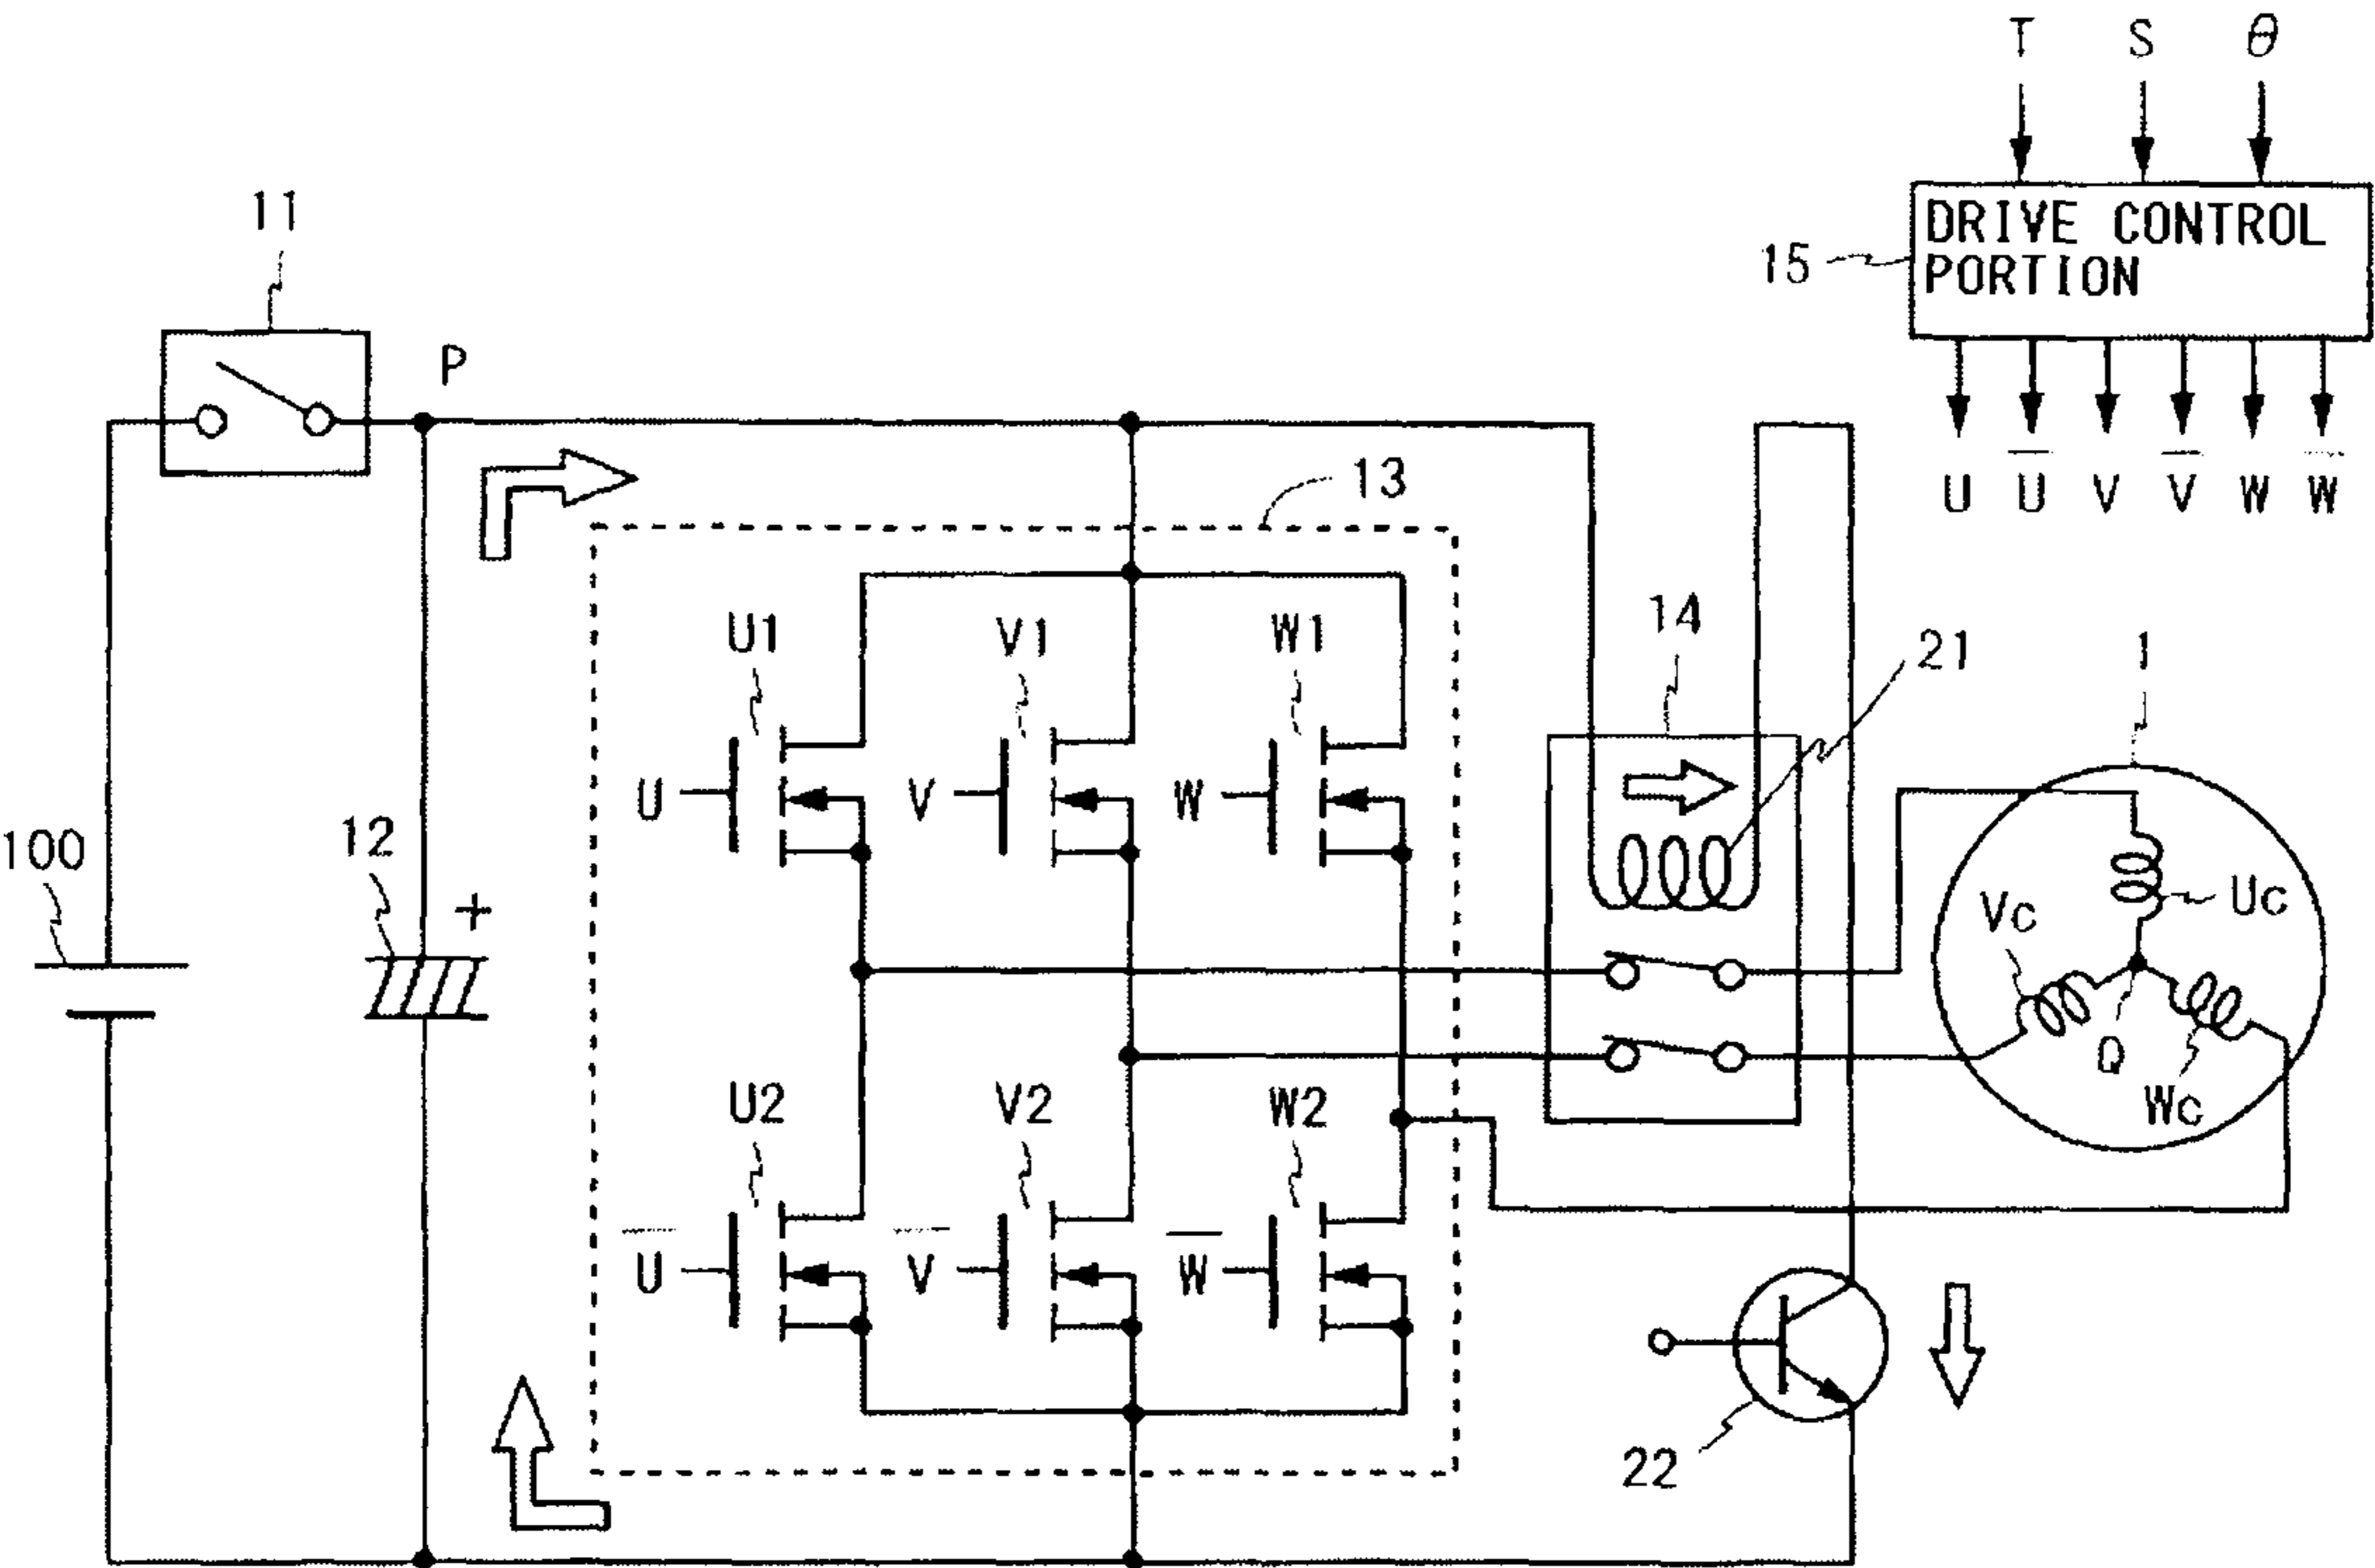 T S θ
11
DRIVE CONTROL
PORTION
15
P
13
U U̅ V V̅ W W̅
14
U1 V1 W1
21
1
U V W
100
12
+
Vc
Uc
Q
Wc
U2 V2 W2
U̅ V̅ W̅
22